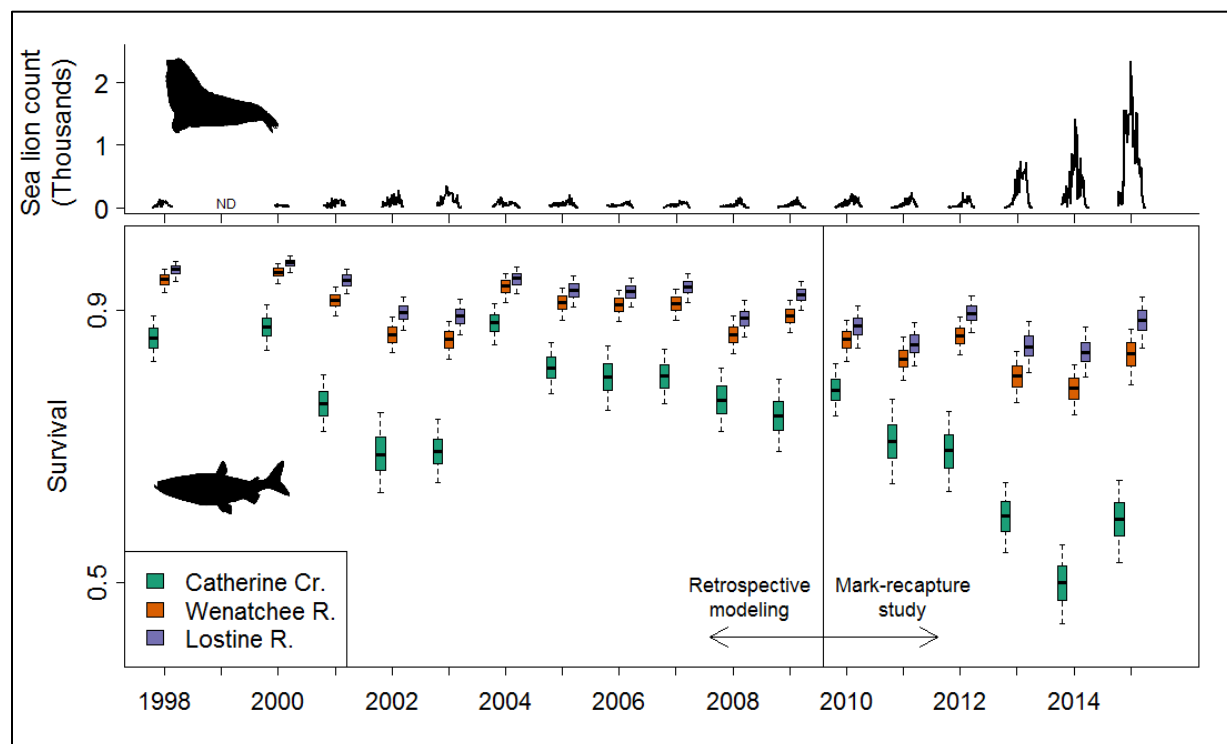 Sea lion count
(Thousands)
2
1
0
ND
Survival
0.9
0.5
Catherine Cr.
Wenatchee R.
Lostine R.
Retrospective
modeling
Mark-recapture
study
1998 2000 2002 2004 2006 2008 2010 2012 2014